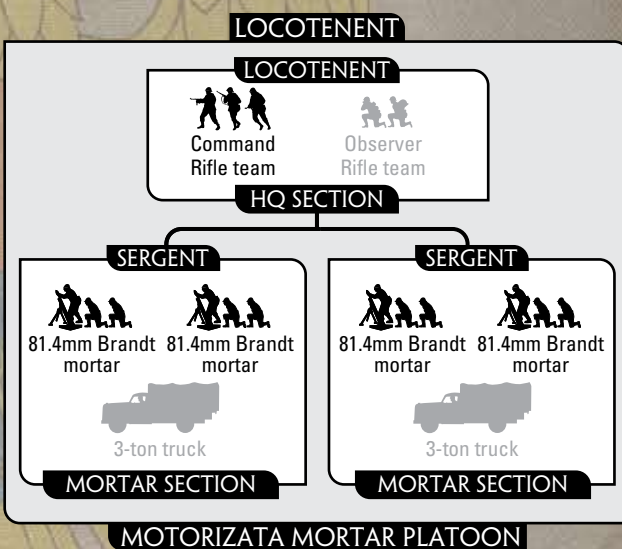 LOCOTENENT
LOCOTENENT
Command
Rifle team
Observer
Rifle team
HQ SECTION
SERGENT
81.4mm Brandt
mortar
81.4mm Brandt
mortar
3-ton truck
MORTAR SECTION
SERGENT
81.4mm Brandt
mortar
81.4mm Brandt
mortar
3-ton truck
MORTAR SECTION
MOTORIZATA MORTAR PLATOON